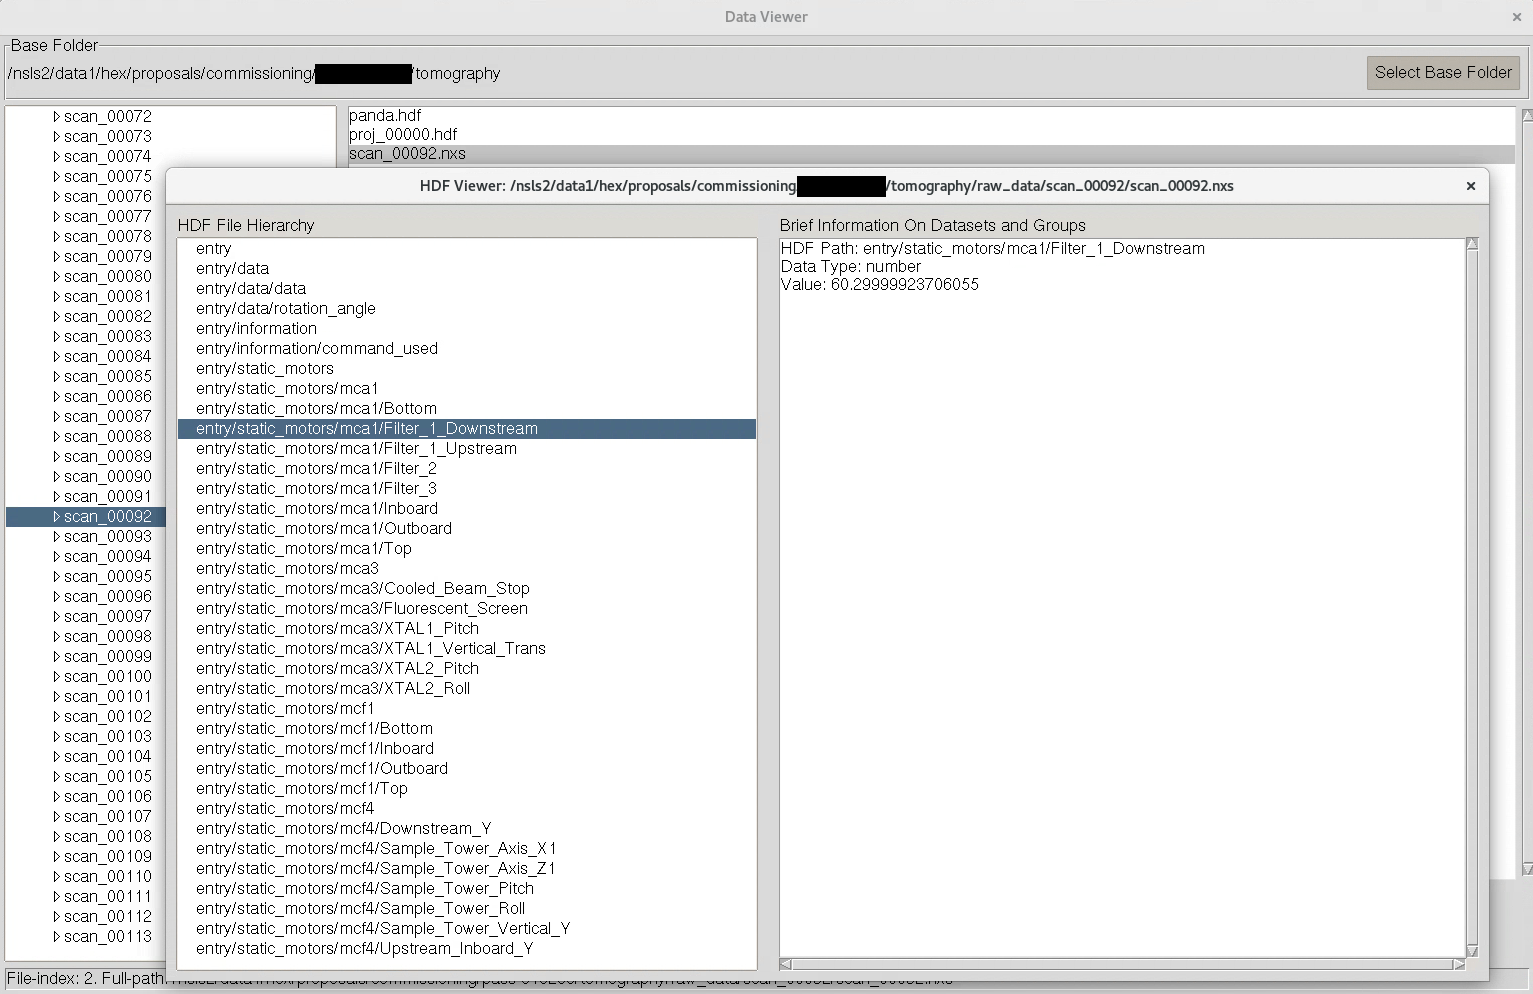 Data Viewer
Base Folder
/nsls2/data1/hex/proposals/commissioning/ /tomography
Select Base Folder
scan_00072
scan_00073
scan_00074
scan_00075
scan_00076
scan_00077
scan_00078
scan_00079
scan_00080
scan_00081
scan_00082
scan_00083
scan_00084
scan_00085
scan_00086
scan_00087
scan_00088
scan_00089
scan_00090
scan_00091
scan_00092
scan_00093
scan_00094
scan_00095
scan_00096
scan_00097
scan_00098
scan_00099
scan_00100
scan_00101
scan_00102
scan_00103
scan_00104
scan_00105
scan_00106
scan_00107
scan_00108
scan_00109
scan_00110
scan_00111
scan_00112
scan_00113
panda.hdf
proj_00000.hdf
scan_00092.nxs
HDF Viewer: /nsls2/data1/hex/proposals/commissioning /tomography/raw_data/scan_00092/scan_00092.nxs
HDF File Hierarchy
entry
entry/data
entry/data/data
entry/data/rotation_angle
entry/information
entry/information/command_used
entry/static_motors
entry/static_motors/mca1
entry/static_motors/mca1/Bottom
entry/static_motors/mca1/Filter_1_Downstream
entry/static_motors/mca1/Filter_1_Upstream
entry/static_motors/mca1/Filter_2
entry/static_motors/mca1/Filter_3
entry/static_motors/mca1/Inboard
entry/static_motors/mca1/Outboard
entry/static_motors/mca1/Top
entry/static_motors/mca3
entry/static_motors/mca3/Cooled_Beam_Stop
entry/static_motors/mca3/Fluorescent_Screen
entry/static_motors/mca3/XTAL1_Pitch
entry/static_motors/mca3/XTAL1_Vertical_Trans
entry/static_motors/mca3/XTAL2_Pitch
entry/static_motors/mca3/XTAL2_Roll
entry/static_motors/mcf1
entry/static_motors/mcf1/Bottom
entry/static_motors/mcf1/Inboard
entry/static_motors/mcf1/Outboard
entry/static_motors/mcf1/Top
entry/static_motors/mcf4
entry/static_motors/mcf4/Downstream_Y
entry/static_motors/mcf4/Sample_Tower_Axis_X1
entry/static_motors/mcf4/Sample_Tower_Axis_Z1
entry/static_motors/mcf4/Sample_Tower_Pitch
entry/static_motors/mcf4/Sample_Tower_Roll
entry/static_motors/mcf4/Sample_Tower_Vertical_Y
entry/static_motors/mcf4/Upstream_Inboard_Y
Brief Information On Datasets and Groups
HDF Path: entry/static_motors/mca1/Filter_1_Downstream
Data Type: number
Value: 60.29999923706055
File-index: 2. Full-path: